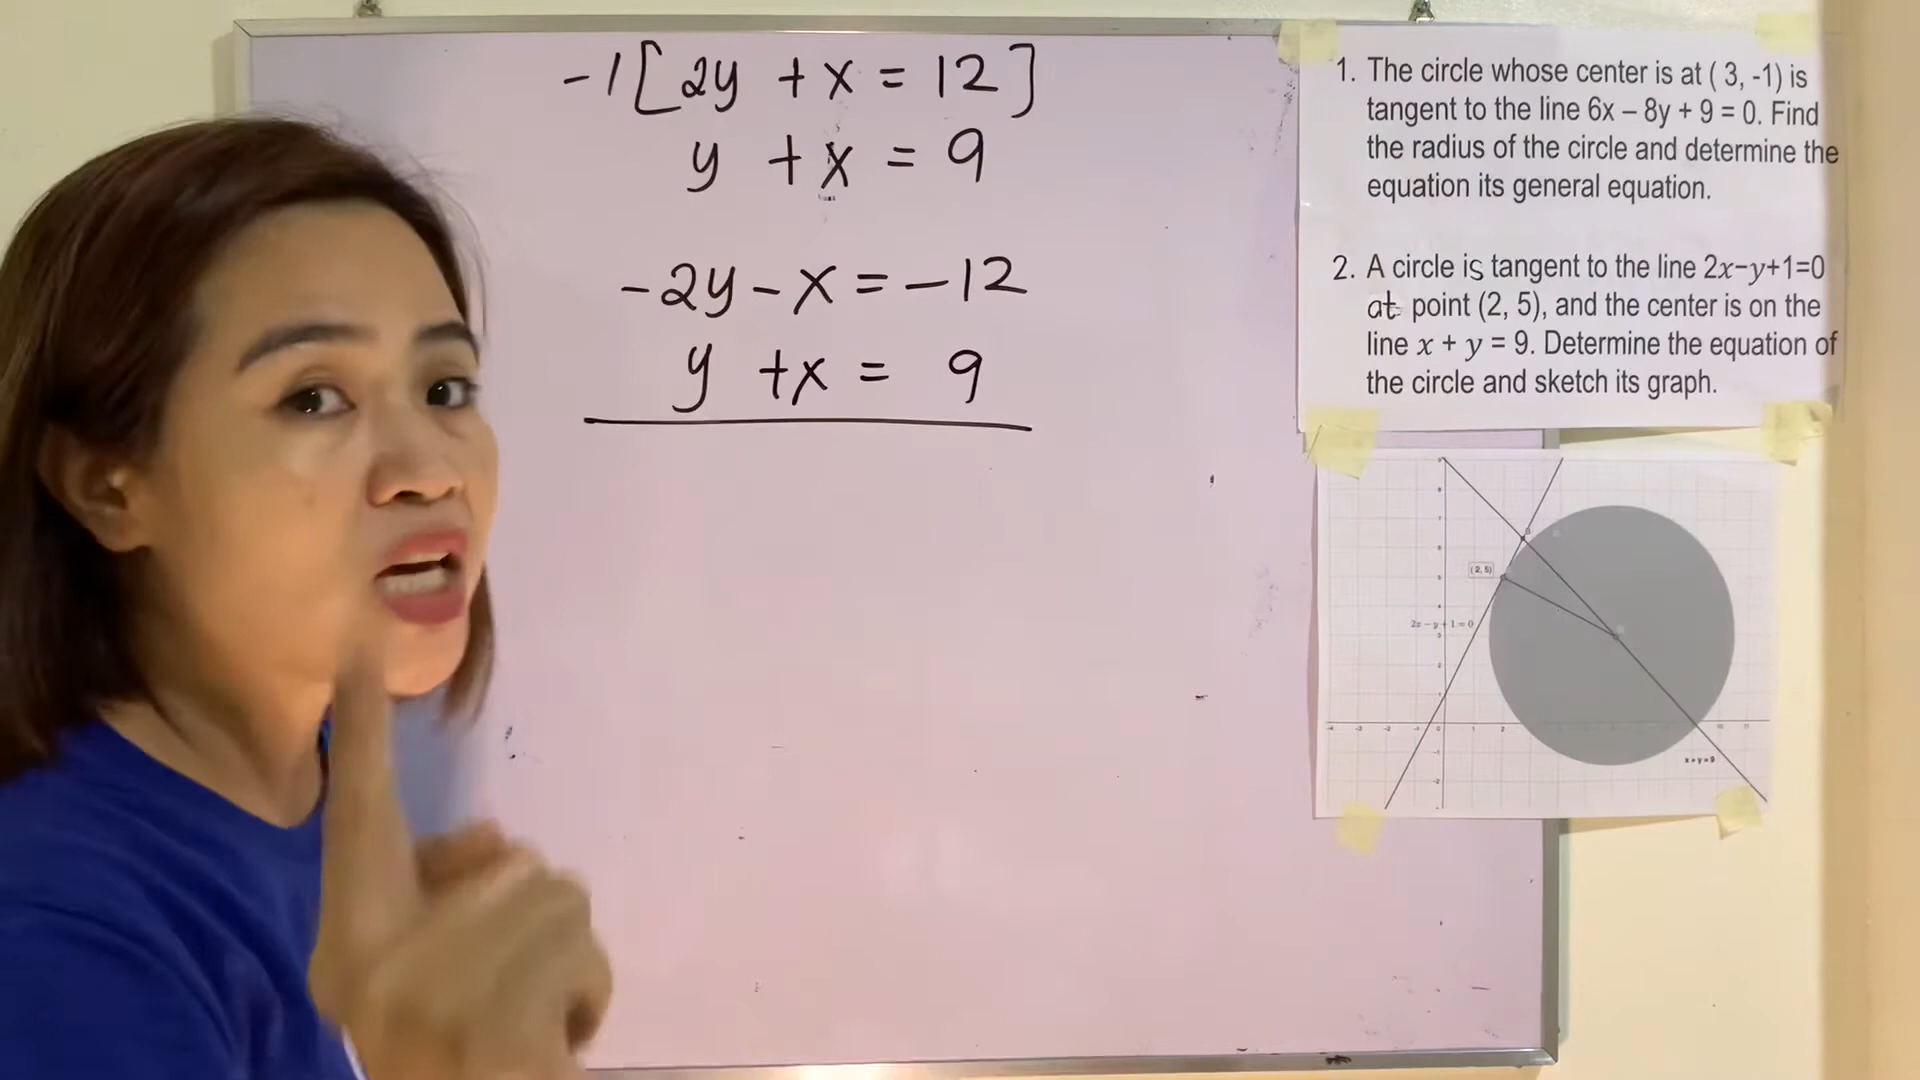 -1[2y + x = 12]
y + x = 9
-2y - x = -12
y + x = 9
1. The circle whose center is at ( 3, -1) is
tangent to the line 6x – 8y + 9 = 0. Find
the radius of the circle and determine the
equation its general equation.
2. A circle is tangent to the line 2x−y+1=0
at point (2, 5), and the center is on the
line x + y = 9. Determine the equation of
the circle and sketch its graph.
(2, 5)
2x − y + 1 = 0
x + y = 9